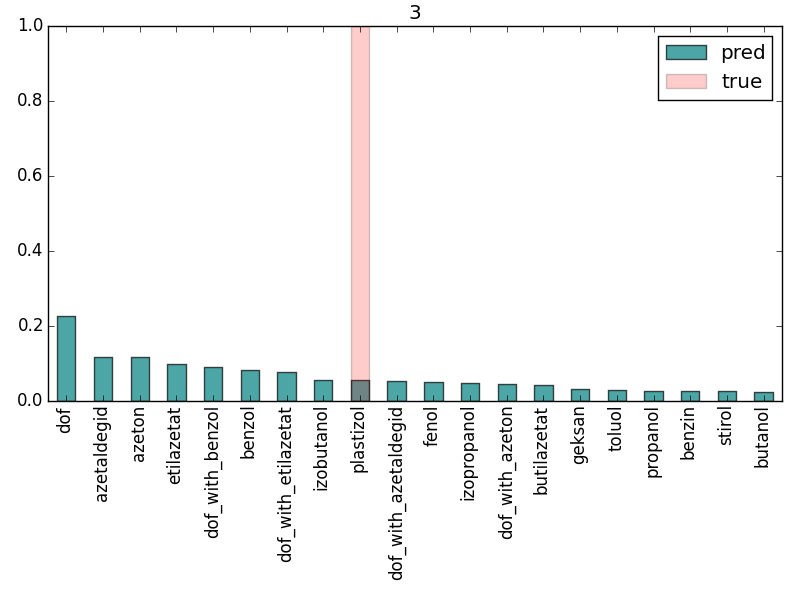 3
1.0
0.8
0.6
0.4
0.2
0.0
pred
true
dof
azetaldegid
azeton
etilazetat
dof_with_benzol
benzol
dof_with_etilazetat
izobutanol
plastizol
dof_with_azetaldegid
fenol
izopropanol
dof_with_azeton
butilazetat
geksan
toluol
propanol
benzin
stirol
butanol